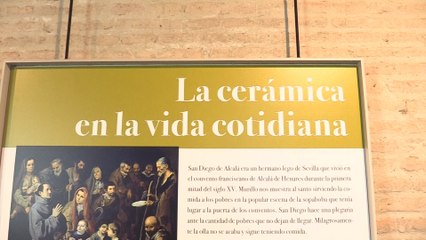 La cerámica
en la vida cotidiana
San Diego de Alcalá era un hermano lego de Sevilla que vivió en
el convento franciscano de Alcalá de Henares durante la primera
mitad del siglo XV. Murillo nos muestra al santo sirviendo la co-
mida a los pobres en la popular escena de la sopaboba que tenía
lugar a la puerta de los conventos. San Diego hace una plegaria
ante la cantidad de pobres que no dejan de llegar. Milagrosamen-
te la olla no se acaba y sigue teniendo comida.